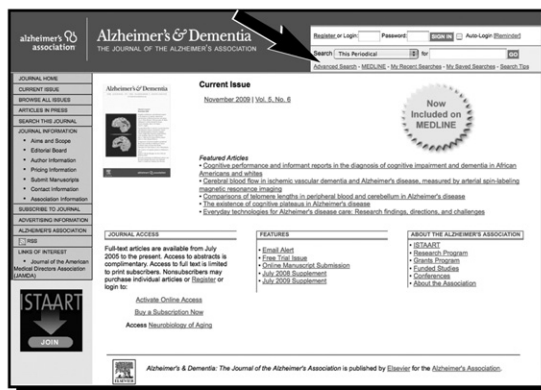 alzheimer's association
Alzheimer's & Dementia
THE JOURNAL OF THE ALZHEIMER'S ASSOCIATION
Register or Login: Password: SIGN IN Auto-Login [Reminded]
Search This Periodical for GO
Advanced Search - MEDLINE - My Recent Searches - My Saved Searches - Search Tips
JOURNAL HOME
CURRENT ISSUE
BROWSE ALL ISSUES
ARTICLES IN PRESS
SEARCH THIS JOURNAL
JOURNAL INFORMATION
• Aims and Scope
• Editorial Board
• Author Information
• Pricing Information
• Submit Manuscripts
• Contact Information
• Association Information
SUBSCRIBE TO JOURNAL
ADVERTISING INFORMATION
ALZHEIMER'S ASSOCIATION
RSS
LINKS OF INTEREST
• Journal of the American
Medical Directors Association
(JAMDA)
ISTAART
JOIN
Alzheimer's & Dementia
Current Issue
November 2009 | Vol. 5, No. 6
Now
Included on
MEDLINE
Featured Articles
• Cognitive performance and informant reports in the diagnosis of cognitive impairment and dementia in African
Americans and whites
• Cerebral blood flow in ischemic vascular dementia and Alzheimer's disease, measured by arterial spin-labeling
magnetic resonance imaging
• Comparisons of telomere lengths in peripheral blood and cerebellum in Alzheimer's disease
• The existence of cognitive plateaus in Alzheimer's disease
• Everyday technologies for Alzheimer's disease care: Research findings, directions, and challenges
JOURNAL ACCESS
Full-text articles are available from July
2005 to the present. Access to abstracts is
complimentary. Access to full text is limited
to print subscribers. Nonsubscribers may
purchase individual articles or Register or
login to:
Activate Online Access
Buy a Subscription Now
Access Neurobiology of Aging
FEATURES
• Email Alert
• Free Trial Issue
• Online Manuscript Submission
• July 2008 Supplement
• July 2009 Supplement
ABOUT THE ALZHEIMER'S ASSOCIATION
• ISTAART
• Research Program
• Grants Program
• Funded Studies
• Conferences
• About the Association
ELSEVIER
Alzheimer's & Dementia: The Journal of the Alzheimer's Association is published by Elsevier for the Alzheimer's Association.